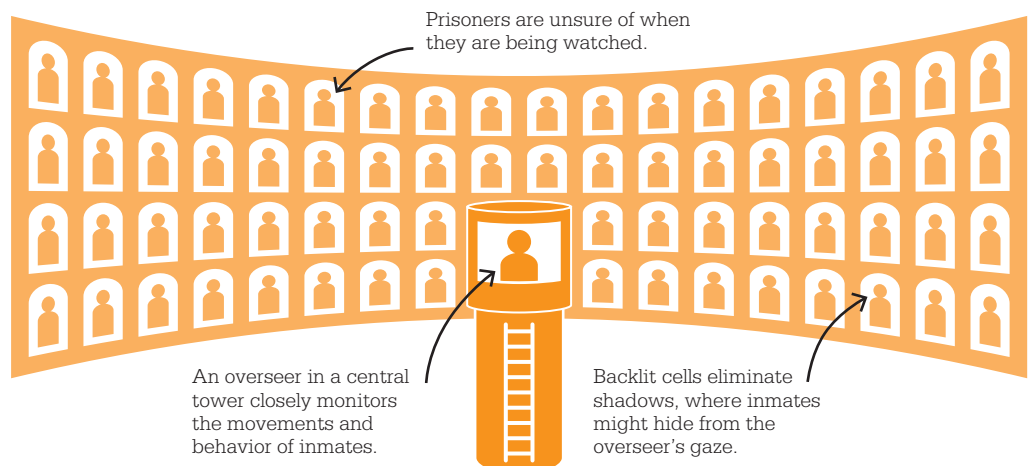 Prisoners are unsure of when
they are being watched.
An overseer in a central
tower closely monitors
the movements and
behavior of inmates.
Backlit cells eliminate
shadows, where inmates
might hide from the
overseer’s gaze.